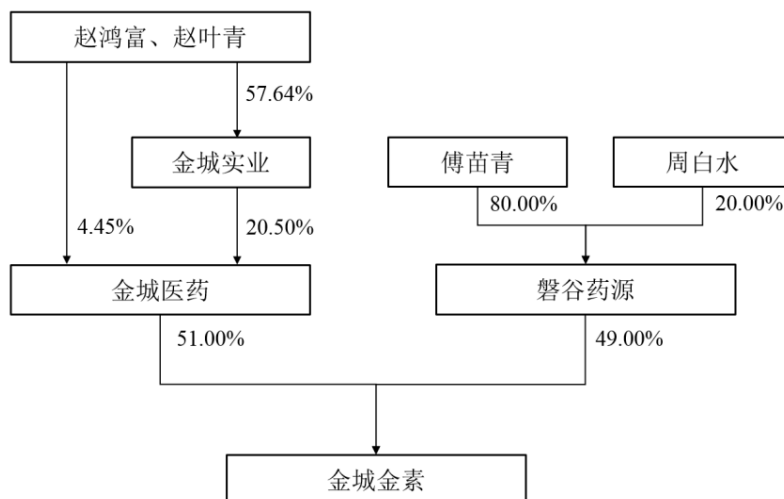 赵鸿富、赵叶青
57.64%
金城实业
傅苗青
周白水
4.45%
20.50%
80.00%
20.00%
金城医药
磐谷药源
51.00%
49.00%
金城金素